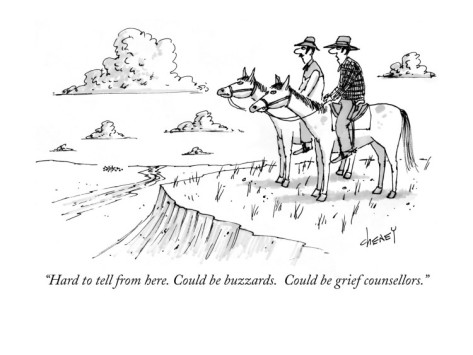 CHENEY
“Hard to tell from here. Could be buzzards.  Could be grief counsellors.”